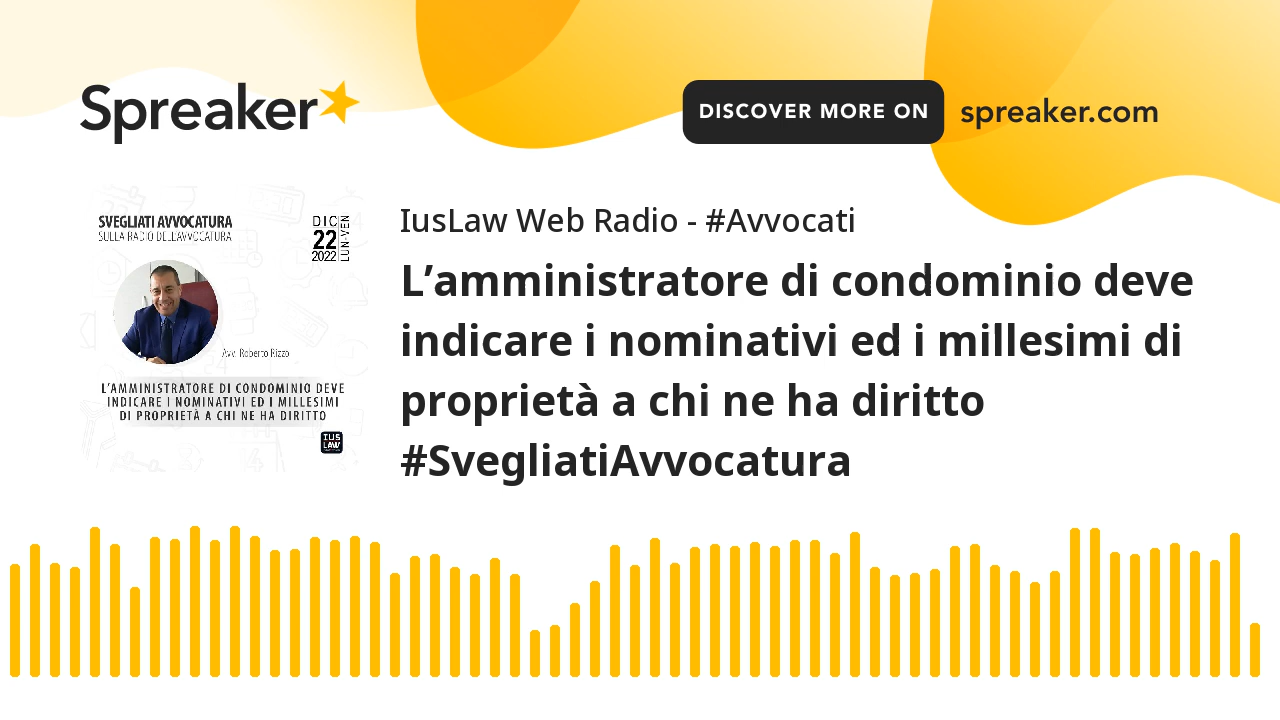 Spreaker
DISCOVER MORE ON spreaker.com
SVEGLIATI AVVOCATURA
SULLA RADIO DELL'AVVOCATURA
DIC
22
2022
LUN-VEN
Avv. Roberto Rizzo
L'AMMINISTRATORE DI CONDOMINIO DEVE
INDICARE I NOMINATIVI ED I MILLESIMI
DI PROPRIETÀ A CHI NE HA DIRITTO
IUS
LAW
IusLaw Web Radio - #Avvocati
L’amministratore di condominio deve
indicare i nominativi ed i millesimi di
proprietà a chi ne ha diritto
#SvegliatiAvvocatura